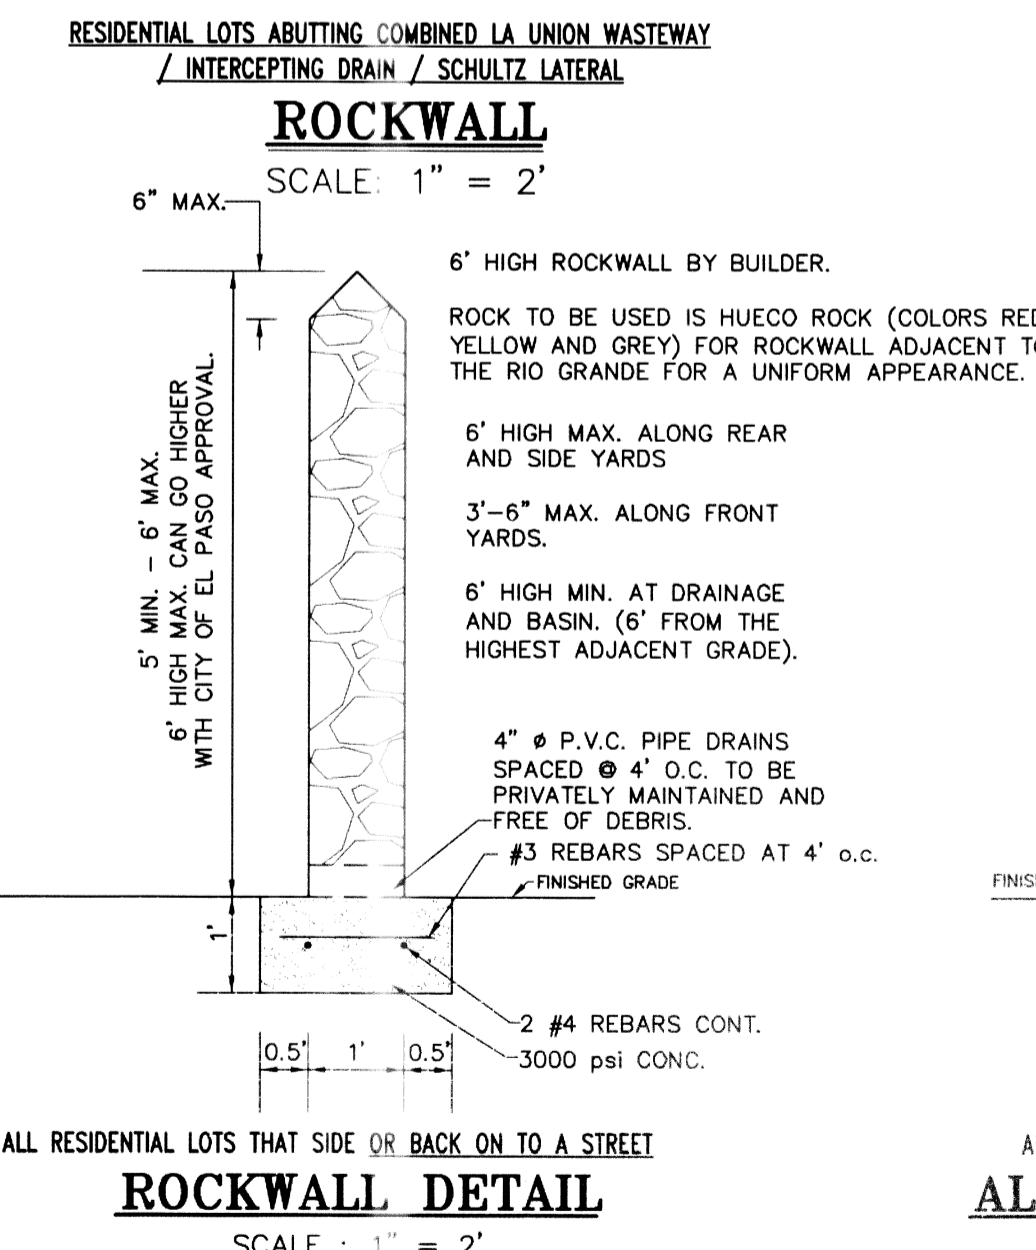 RESIDENTIAL LOTS ABUTTING COMBINED LA UNION WASTEWAY
/ INTERCEPTING DRAIN / SCHULTZ LATERAL
ROCKWALL
SCALE: 1" = 2'
6" MAX.
6' HIGH ROCKWALL BY BUILDER.
ROCK TO BE USED IS HUECO ROCK (COLORS RED
YELLOW AND GREY) FOR ROCKWALL ADJACENT TO
THE RIO GRANDE FOR A UNIFORM APPEARANCE.
5' MIN. – 6' MAX.
6' HIGH MAX. CAN GO HIGHER
WITH CITY OF EL PASO APPROVAL.
6' HIGH MAX. ALONG REAR
AND SIDE YARDS
3'–6" MAX. ALONG FRONT
YARDS.
6' HIGH MIN. AT DRAINAGE
AND BASIN. (6' FROM THE
HIGHEST ADJACENT GRADE).
4" ø P.V.C. PIPE DRAINS
SPACED @ 4' O.C. TO BE
PRIVATELY MAINTAINED AND
FREE OF DEBRIS.
#3 REBARS SPACED AT 4' o.c.
FINISHED GRADE
FINIS
1'
2 #4 REBARS CONT.
3000 psi CONC.
0.5' 1' 0.5'
ALL RESIDENTIAL LOTS THAT SIDE OR BACK ON TO A STREET
A
ROCKWALL DETAIL
AL
SCALE : 1" = 2'